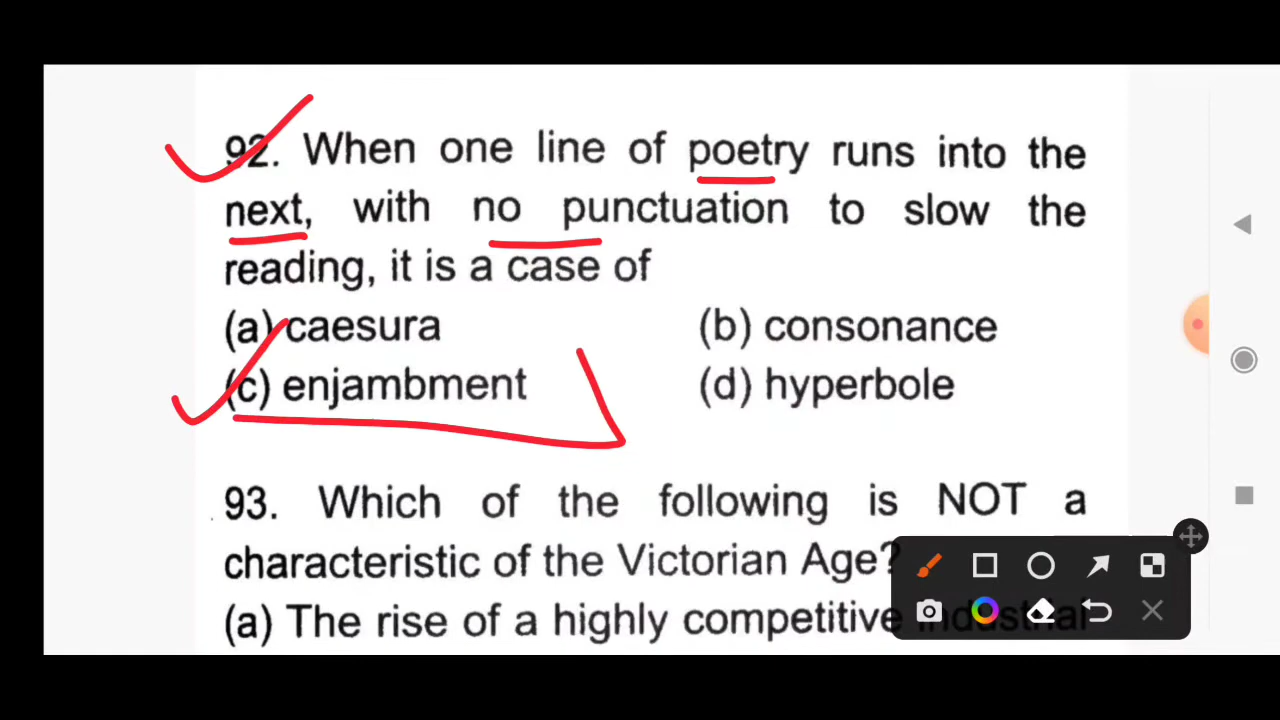 92. When one line of poetry runs into the
next, with no punctuation to slow the
reading, it is a case of
(a) caesura (b) consonance
(c) enjambment (d) hyperbole
93. Which of the following is NOT a
characteristic of the Victorian Age?
(a) The rise of a highly competitive industrial